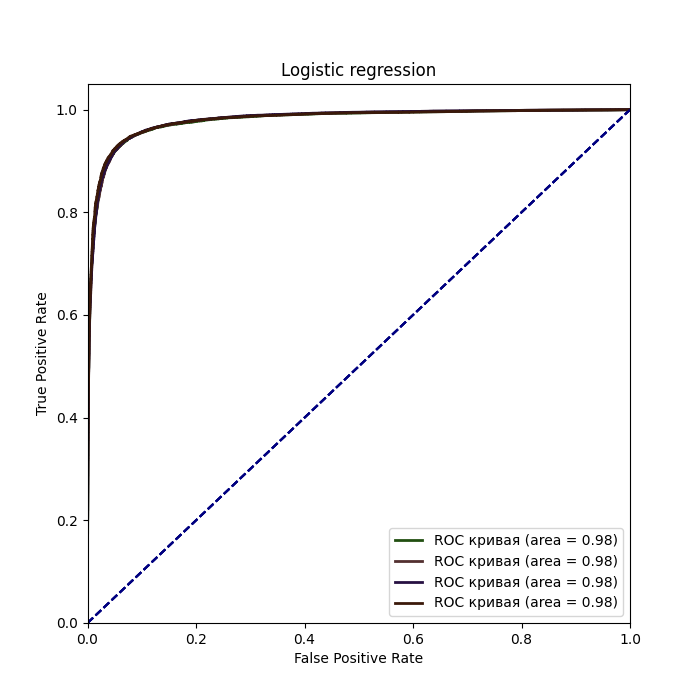 Logistic regression
1.0
0.8
0.6
0.4
0.2
0.0
True Positive Rate
ROC кривая (area = 0.98)
ROC кривая (area = 0.98)
ROC кривая (area = 0.98)
ROC кривая (area = 0.98)
0.0 0.2 0.4 0.6 0.8 1.0
False Positive Rate